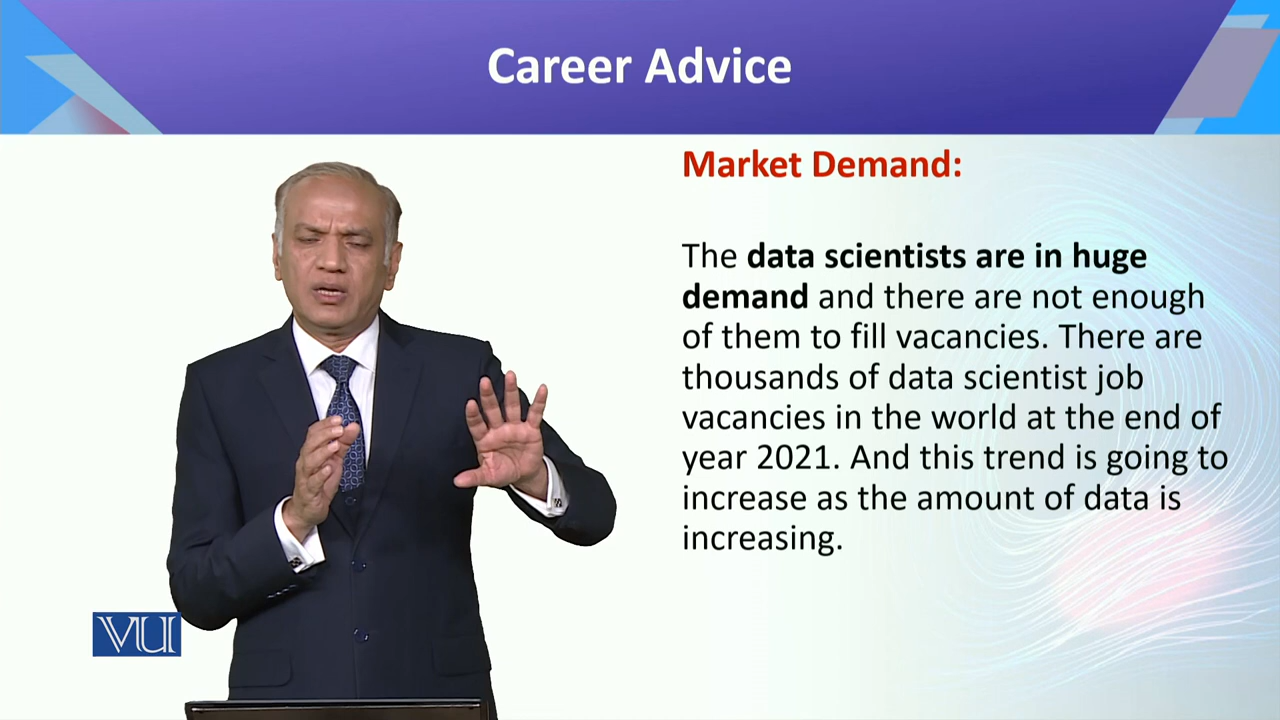 Career Advice
Market Demand:
The data scientists are in huge
demand and there are not enough
of them to fill vacancies. There are
thousands of data scientist job
vacancies in the world at the end of
year 2021. And this trend is going to
increase as the amount of data is
increasing.
VU